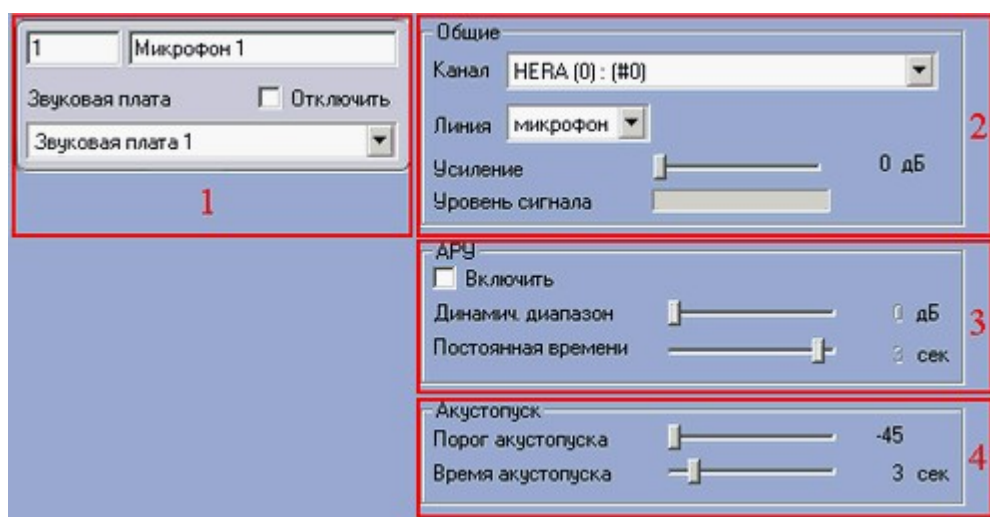 1 Микрофон 1
Звуковая плата Отключить
Звуковая плата 1
1
Общие
Канал HERA (0) : (#0)
Линия микрофон
Усиление 0 дБ
Уровень сигнала
2
АРУ
Включить
Динамич. диапазон 0 дБ
Постоянная времени 3 сек
3
Акустопуск
Порог акустопуска -45
Время акустопуска 3 сек
4